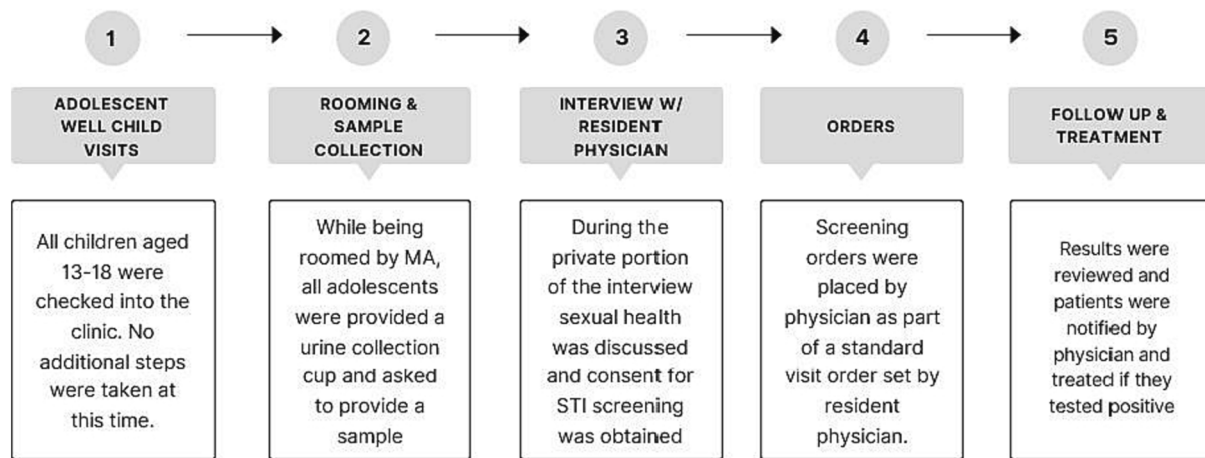 1
2
3
4
5
ADOLESCENT
WELL CHILD
VISITS
ROOMING &
SAMPLE
COLLECTION
INTERVIEW W/
RESIDENT
PHYSICIAN
ORDERS
FOLLOW UP &
TREATMENT
All children aged
13-18 were
checked into the
clinic. No
additional steps
were taken at
this time.
While being
roomed by MA,
all adolescents
were provided a
urine collection
cup and asked
to provide a
sample
During the
private portion
of the interview
sexual health
was discussed
and consent for
STI screening
was obtained
Screening
orders were
placed by
physician as part
of a standard
visit order set by
resident
physician.
Results were
reviewed and
patients were
notified by
physician and
treated if they
tested positive